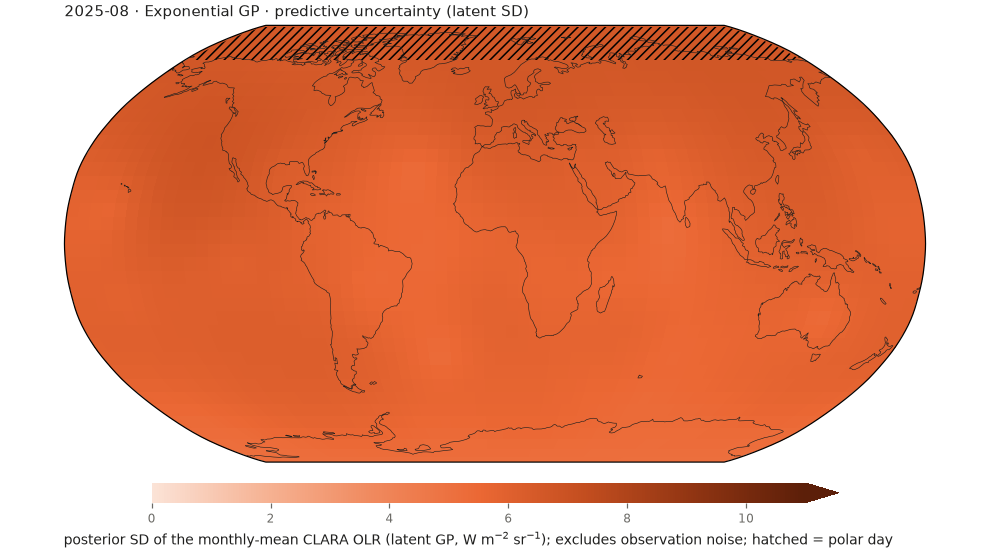 2025-08 · Exponential GP · predictive uncertainty (latent SD)
0 2 4 6 8 10
posterior SD of the monthly-mean CLARA OLR (latent GP, W m⁻² sr⁻¹); excludes observation noise; hatched = polar day